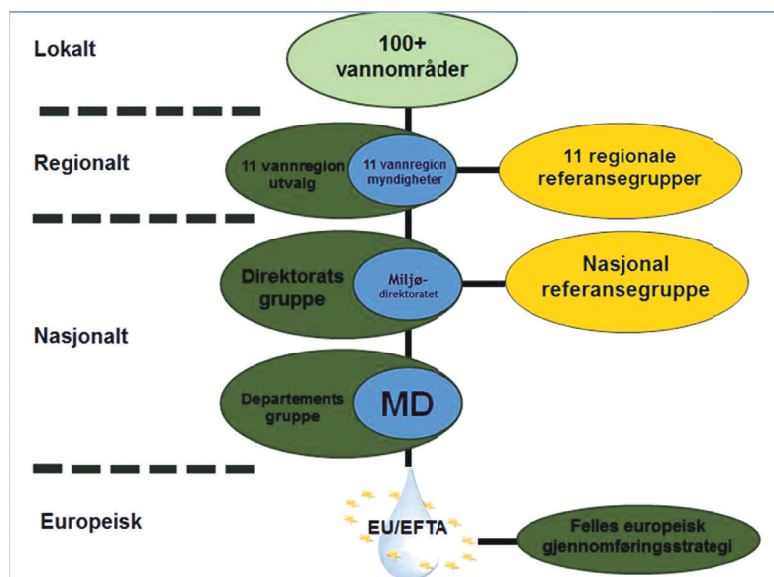 Lokalt
100+
vannområder
Regionalt
11 vannregion
utvalg
11 vannregion
myndigheter
11 regionale
referansegrupper
Nasjonalt
Direktorats
gruppe
Miljø-
direktoratet
Nasjonal
referansegruppe
Departements
gruppe
MD
Europeisk
EU/EFTA
Felles europeisk
gjennomføringsstrategi